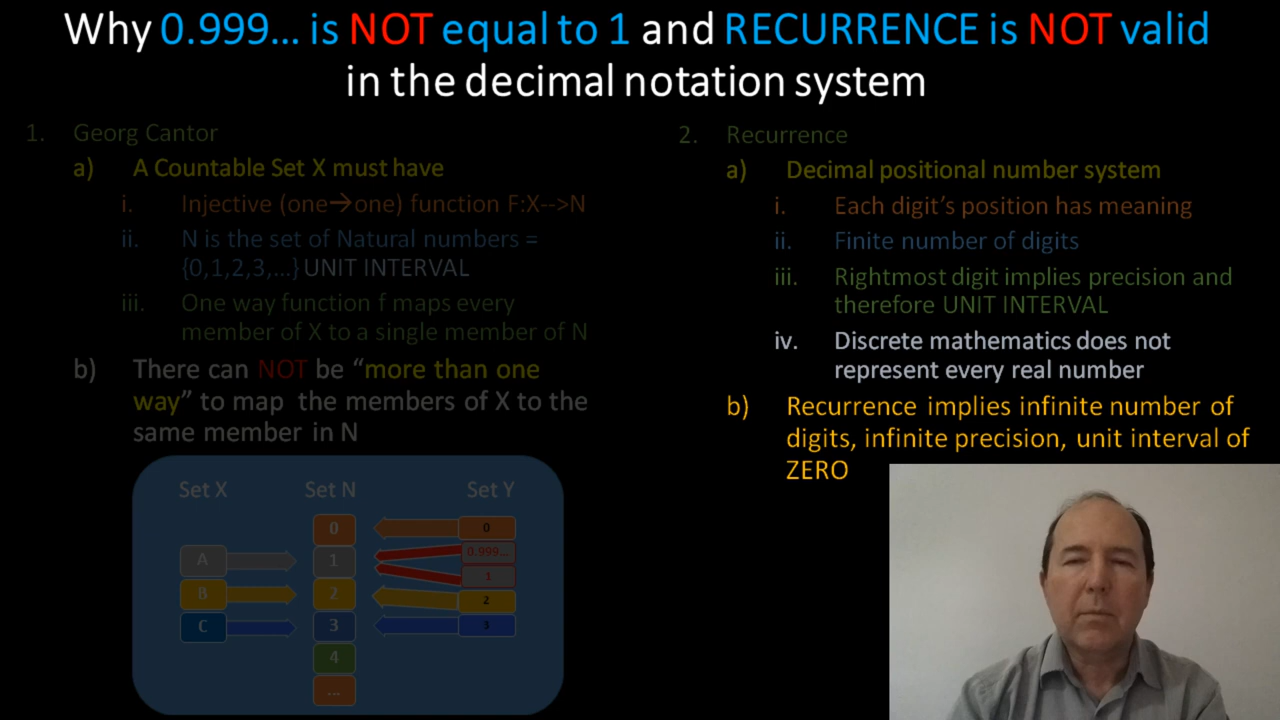 Why 0.999... is NOT equal to 1 and RECURRENCE is NOT valid
in the decimal notation system
1. Georg Cantor
a) A Countable Set X must have
i. Injective (one→one) function F:X-->N
ii. N is the set of Natural numbers =
{0,1,2,3,...} UNIT INTERVAL
iii. One way function f maps every
member of X to a single member of N
b) There can NOT be “more than one
way” to map the members of X to the
same member in N
Set X Set N Set Y
0 0
A 1 0.999...
1
B 2 2
C 3 3
4
...
2. Recurrence
a) Decimal positional number system
i. Each digit’s position has meaning
ii. Finite number of digits
iii. Rightmost digit implies precision and
therefore UNIT INTERVAL
iv. Discrete mathematics does not
represent every real number
b) Recurrence implies infinite number of
digits, infinite precision, unit interval of
ZERO